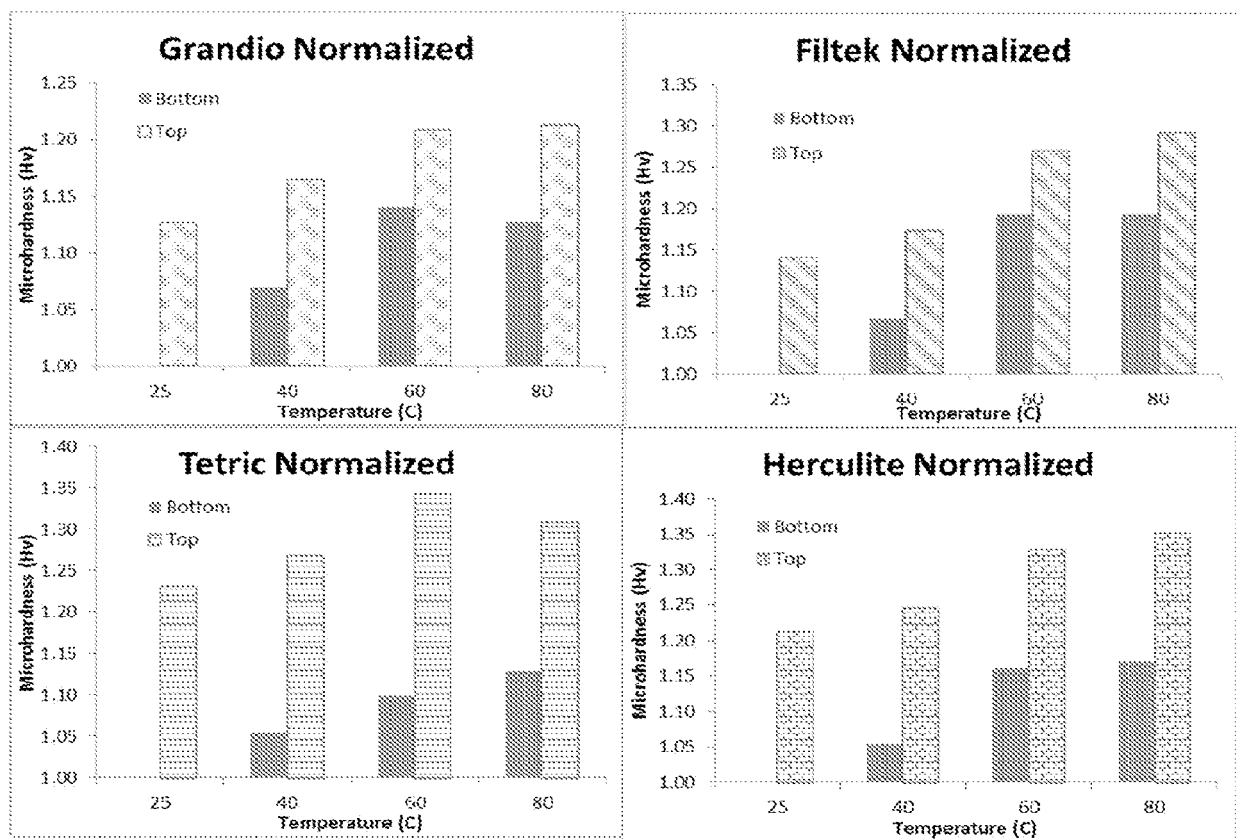 Grandio Normalized
1.25
1.20
1.15
1.10
1.05
1.00
Microhardness (Hv)
Bottom
Top
25 40 60 80
Temperature (C)
Filtek Normalized
1.35
1.30
1.25
1.20
1.15
1.10
1.05
1.00
Microhardness (Hv)
Bottom
Top
25 40 60 80
Temperature (C)
Tetric Normalized
1.40
1.35
1.30
1.25
1.20
1.15
1.10
1.05
1.00
Microhardness (Hv)
Bottom
Top
25 40 60 80
Temperature (C)
Herculite Normalized
1.40
1.35
1.30
1.25
1.20
1.15
1.10
1.05
1.00
Microhardness (Hv)
Bottom
Top
25 40 60 80
Temperature (C)